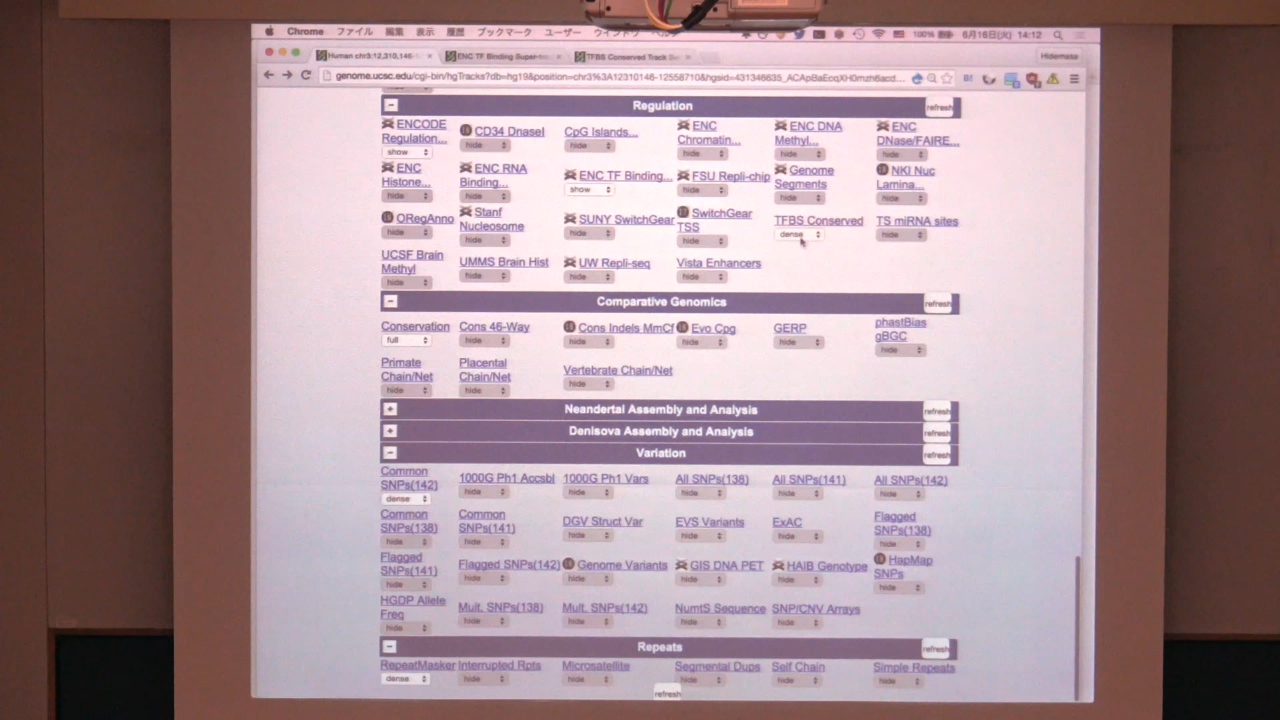 Chrome ファイル 編集 表示 履歴 ブックマーク ユーザー ウインドウ ヘルプ 100% 6月16日(火) 14:12
Human chr3:12,310,146- ENC TF Binding Super-tra TFBS Conserved Track Se Hidemasa
genome.ucsc.edu/cgi-bin/hgTracks?db=hg19&position=chr3%3A12310146-12558710
Regulation refresh
ENCODE Regulation... CD34 DnaseI CpG Islands... ENC Chromatin... ENC DNA Methyl... ENC DNase/FAIRE...
show hide hide hide hide hide
ENC Histone... ENC RNA Binding... ENC TF Binding... FSU Repli-chip Genome Segments NKI Nuc Lamina...
hide hide show hide hide hide
ORegAnno Stanf Nucleosome SUNY SwitchGear SwitchGear TSS TFBS Conserved TS miRNA sites
hide hide hide hide dense hide
UCSF Brain Methyl UMMS Brain Hist UW Repli-seq Vista Enhancers
hide hide hide hide
Comparative Genomics refresh
Conservation Cons 46-Way Cons Indels MmCf Evo Cpg GERP phastBias gBGC
full hide hide hide hide hide
Primate Chain/Net Placental Chain/Net Vertebrate Chain/Net
hide hide hide
Neandertal Assembly and Analysis refresh
Denisova Assembly and Analysis refresh
Variation refresh
Common SNPs(142) 1000G Ph1 Accsbl 1000G Ph1 Vars All SNPs(138) All SNPs(141) All SNPs(142)
dense hide hide hide hide hide
Common SNPs(138) Common SNPs(141) DGV Struct Var EVS Variants ExAC Flagged SNPs(138)
hide hide hide hide hide hide
Flagged SNPs(141) Flagged SNPs(142) Genome Variants GIS DNA PET HAIB Genotype HapMap SNPs
hide hide hide hide hide hide
HGDP Allele Freq Mult. SNPs(138) Mult. SNPs(142) NumtS Sequence SNP/CNV Arrays
hide hide hide hide hide
Repeats refresh
RepeatMasker Interrupted Rpts Microsatellite Segmental Dups Self Chain Simple Repeats
dense hide hide hide hide hide
refresh